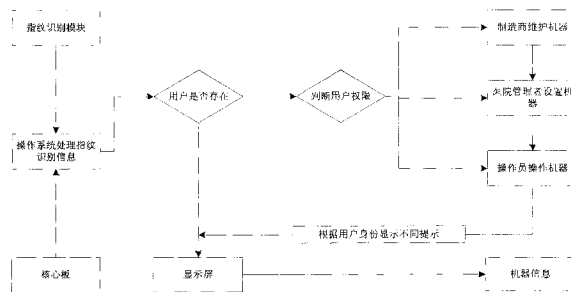 指纹识别模块
制造商维护机器
用户是否存在
判断用户权限
医院管理者设置机
器
操作系统处理指纹
识别信息
操作员操作机器
根据用户身份显示不同提示
核心板
显示屏
机器信息